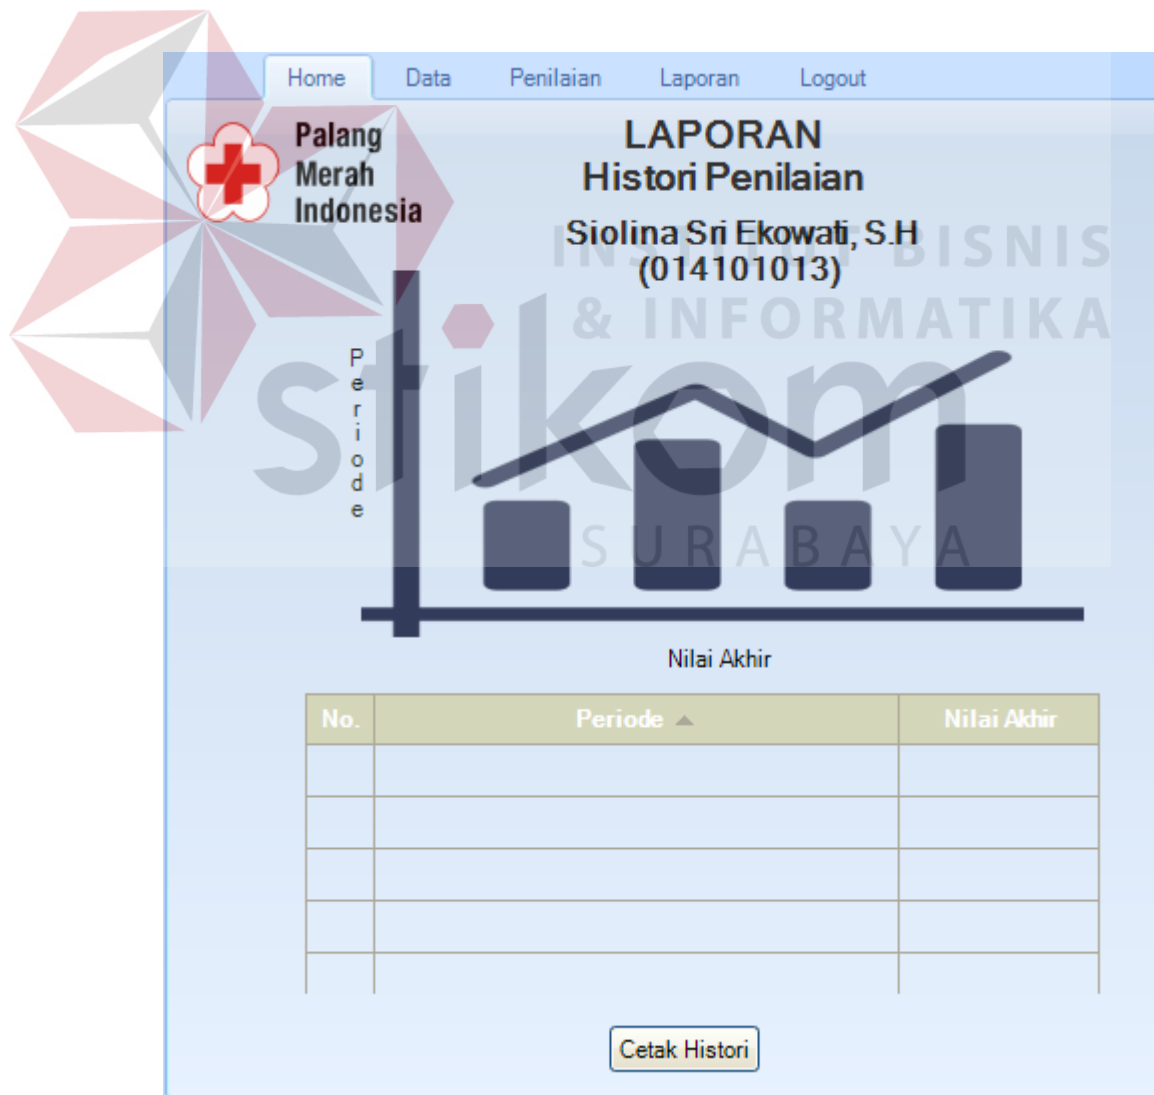 Home Data Penilaian Laporan Logout
Palang
Merah
Indonesia
LAPORAN
Histori Penilaian
Siolina Sri Ekowati, S.H
(014101013)
INSTITUT BISNIS
& INFORMATIKA
stikom
SURABAYA
Periode
Nilai Akhir
No. Periode Nilai Akhir
Cetak Histori